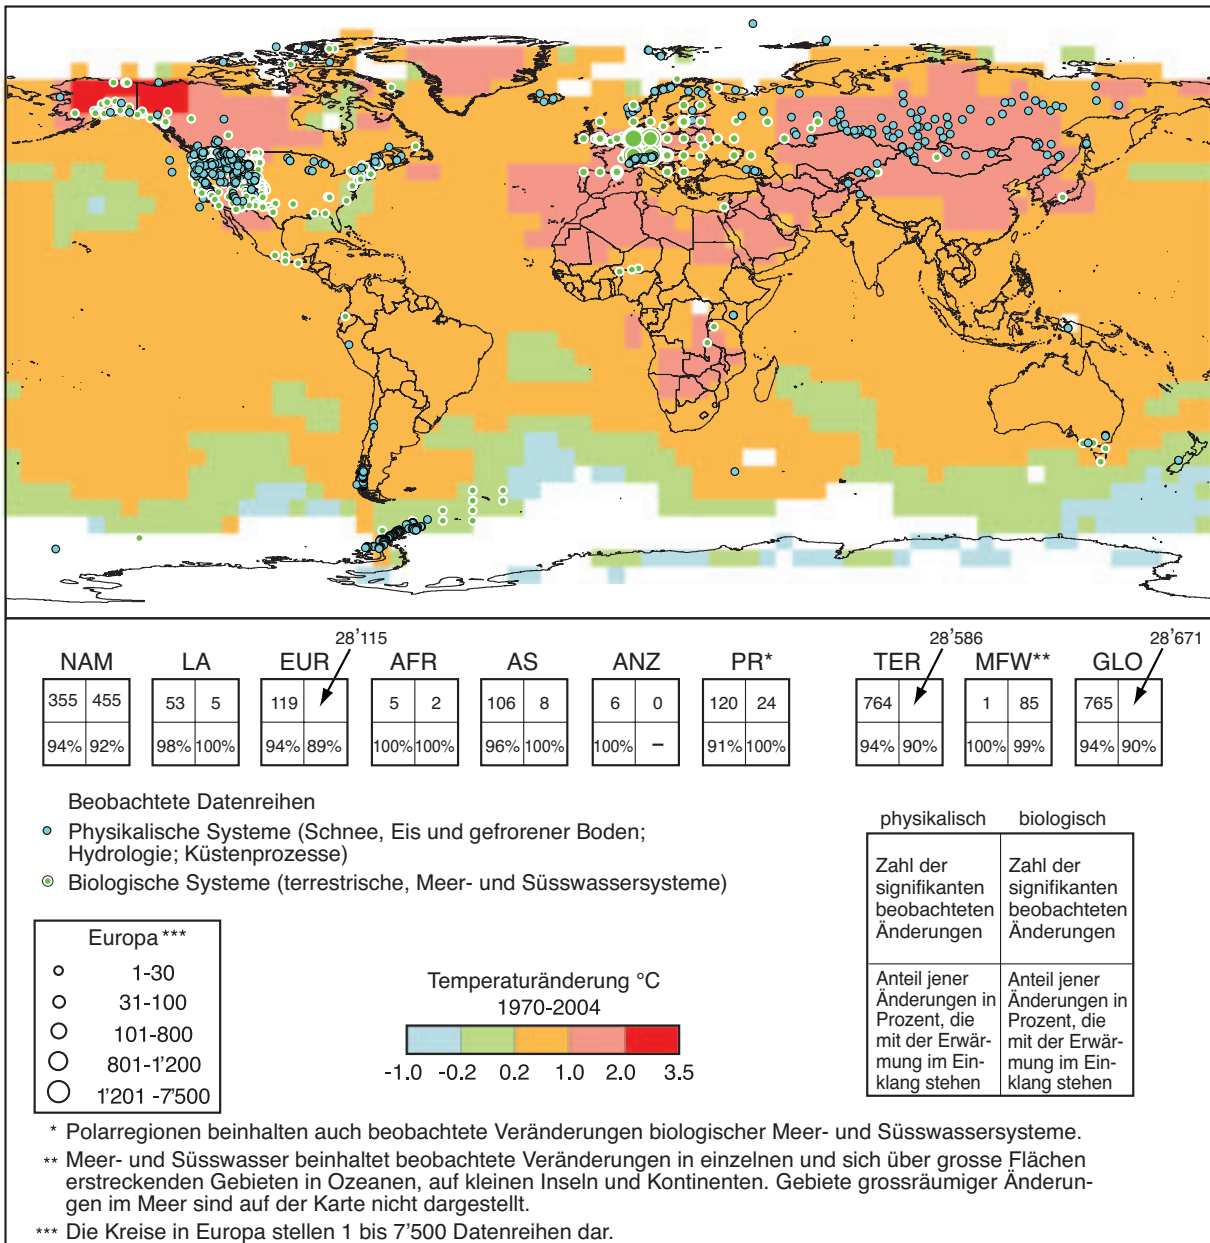 28'115
28'586
28'671
NAM LA EUR AFR AS ANZ PR* TER MFW** GLO
355 455 53 5 119 5 2 106 8 6 0 120 24 764 1 85 765
94% 92% 98% 100% 94% 89% 100% 100% 96% 100% 100% – 91% 100% 94% 90% 100% 99% 94% 90%
Beobachtete Datenreihen
Physikalische Systeme (Schnee, Eis und gefrorener Boden;
Hydrologie; Küstenprozesse)
Biologische Systeme (terrestrische, Meer- und Süsswassersysteme)
physikalisch biologisch
Zahl der
signifikanten
beobachteten
Änderungen
Zahl der
signifikanten
beobachteten
Änderungen
Anteil jener
Änderungen in
Prozent, die
mit der Erwär-
mung im Ein-
klang stehen
Anteil jener
Änderungen in
Prozent, die
mit der Erwär-
mung im Ein-
klang stehen
Europa ***
1-30
31-100
101-800
801-1'200
1'201 -7'500
Temperaturänderung °C
1970-2004
-1.0 -0.2 0.2 1.0 2.0 3.5
* Polarregionen beinhalten auch beobachtete Veränderungen biologischer Meer- und Süsswassersysteme.
** Meer- und Süsswasser beinhaltet beobachtete Veränderungen in einzelnen und sich über grosse Flächen
erstreckenden Gebieten in Ozeanen, auf kleinen Inseln und Kontinenten. Gebiete grossräumiger Änderun-
gen im Meer sind auf der Karte nicht dargestellt.
*** Die Kreise in Europa stellen 1 bis 7'500 Datenreihen dar.